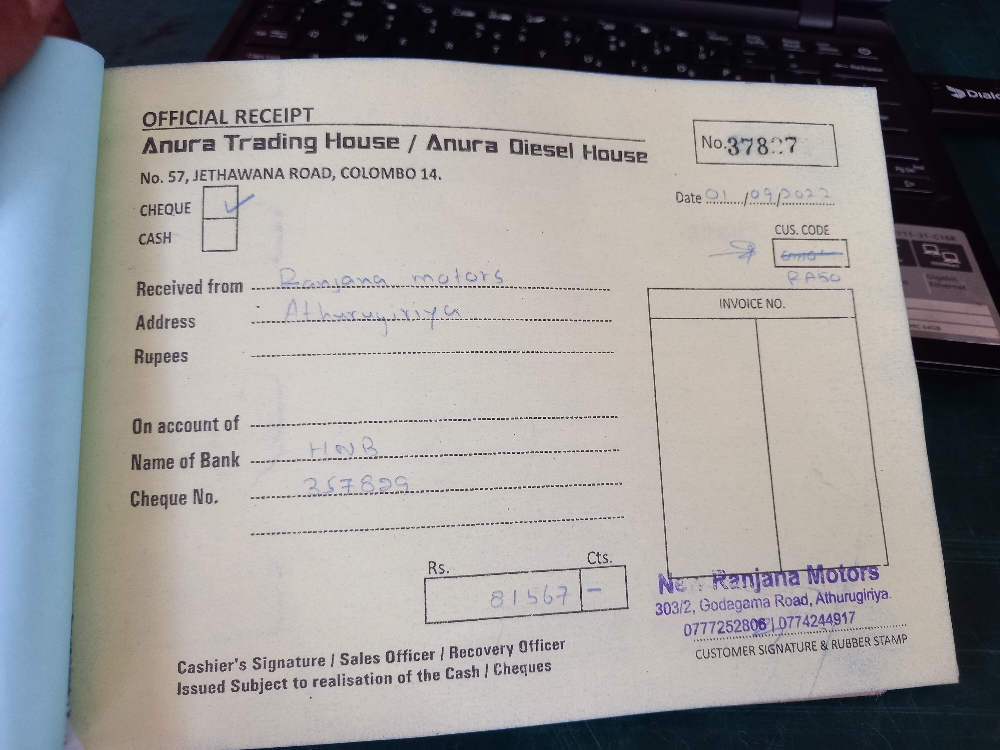 OFFICIAL RECEIPT
Anura Trading House / Anura Diesel House
No. 57, JETHAWANA ROAD, COLOMBO 14.
No. 37827
Date 01/09/2022
CHEQUE
CASH
CUS. CODE
RA50
Received from Ranjana motors
Address Athurugiriya
Rupees
INVOICE NO.
On account of
Name of Bank HNB
Cheque No. 357829
Rs. Cts.
81567 –
New Ranjana Motors
303/2, Godagama Road, Athurugiriya.
0777252806 | 0774244917
CUSTOMER SIGNATURE & RUBBER STAMP
Cashier's Signature / Sales Officer / Recovery Officer
Issued Subject to realisation of the Cash / Cheques
Dialo